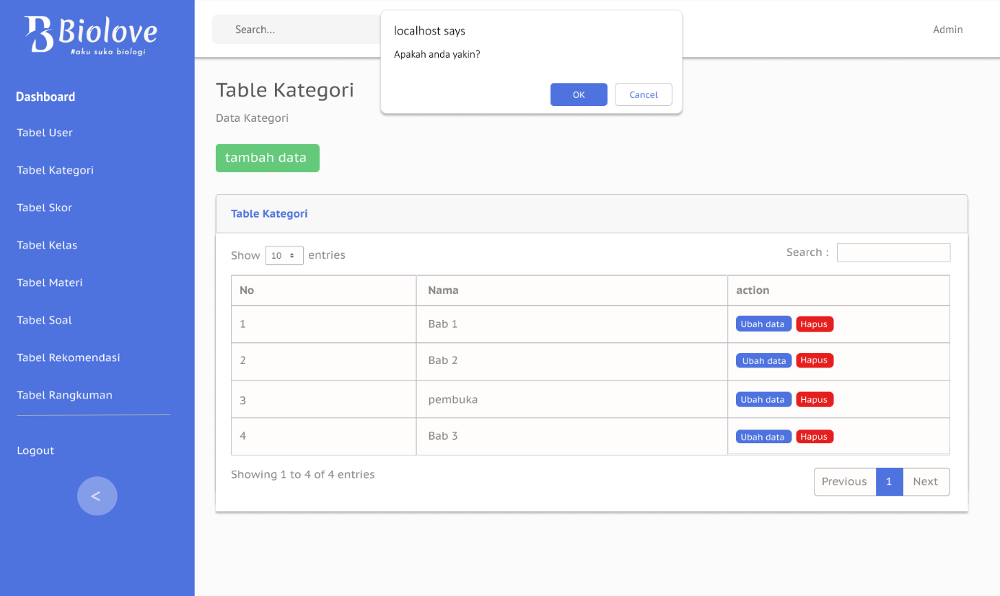 Biolove
#aku suka biologi
Dashboard
Tabel User
Tabel Kategori
Tabel Skor
Tabel Kelas
Tabel Materi
Tabel Soal
Tabel Rekomendasi
Tabel Rangkuman
Logout
<
Search...
Admin
localhost says
Apakah anda yakin?
OK Cancel
Table Kategori
Data Kategori
tambah data
Table Kategori
Show 10 entries Search :
No Nama action
1 Bab 1 Ubah data Hapus
2 Bab 2 Ubah data Hapus
3 pembuka Ubah data Hapus
4 Bab 3 Ubah data Hapus
Showing 1 to 4 of 4 entries
Previous 1 Next